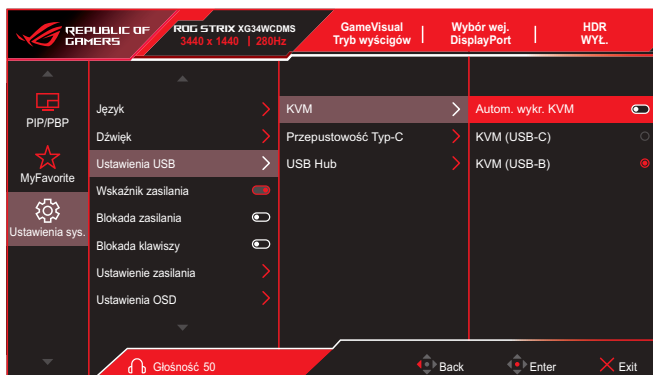 REPUBLIC OF
GAMERS
ROG STRIX XG34WCDMS
3440 x 1440 | 280Hz
GameVisual
Tryb wyścigów
Wybór wej.
DisplayPort
HDR
WYŁ.
PIP/PBP
MyFavorite
Ustawienia sys.
Język
Dźwięk
Ustawienia USB
Wskaźnik zasilania
Blokada zasilania
Blokada klawiszy
Ustawienie zasilania
Ustawienia OSD
KVM
Przepustowość Typ-C
USB Hub
Autom. wykr. KVM
KVM (USB-C)
KVM (USB-B)
Głośność 50
Back
Enter
Exit